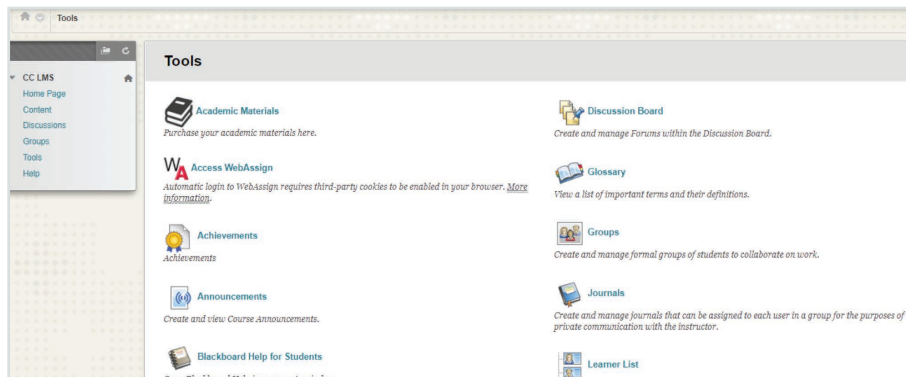 Tools
CC LMS
Home Page
Content
Discussions
Groups
Tools
Help
Tools
Academic Materials
Purchase your academic materials here.
WA Access WebAssign
Automatic login to WebAssign requires third-party cookies to be enabled in your browser. More
information.
Achievements
Achievements
Announcements
Create and view Course Announcements.
Blackboard Help for Students
Discussion Board
Create and manage Forums within the Discussion Board.
Glossary
View a list of important terms and their definitions.
Groups
Create and manage formal groups of students to collaborate on work.
Journals
Create and manage journals that can be assigned to each user in a group for the purposes of
private communication with the instructor.
Learner List